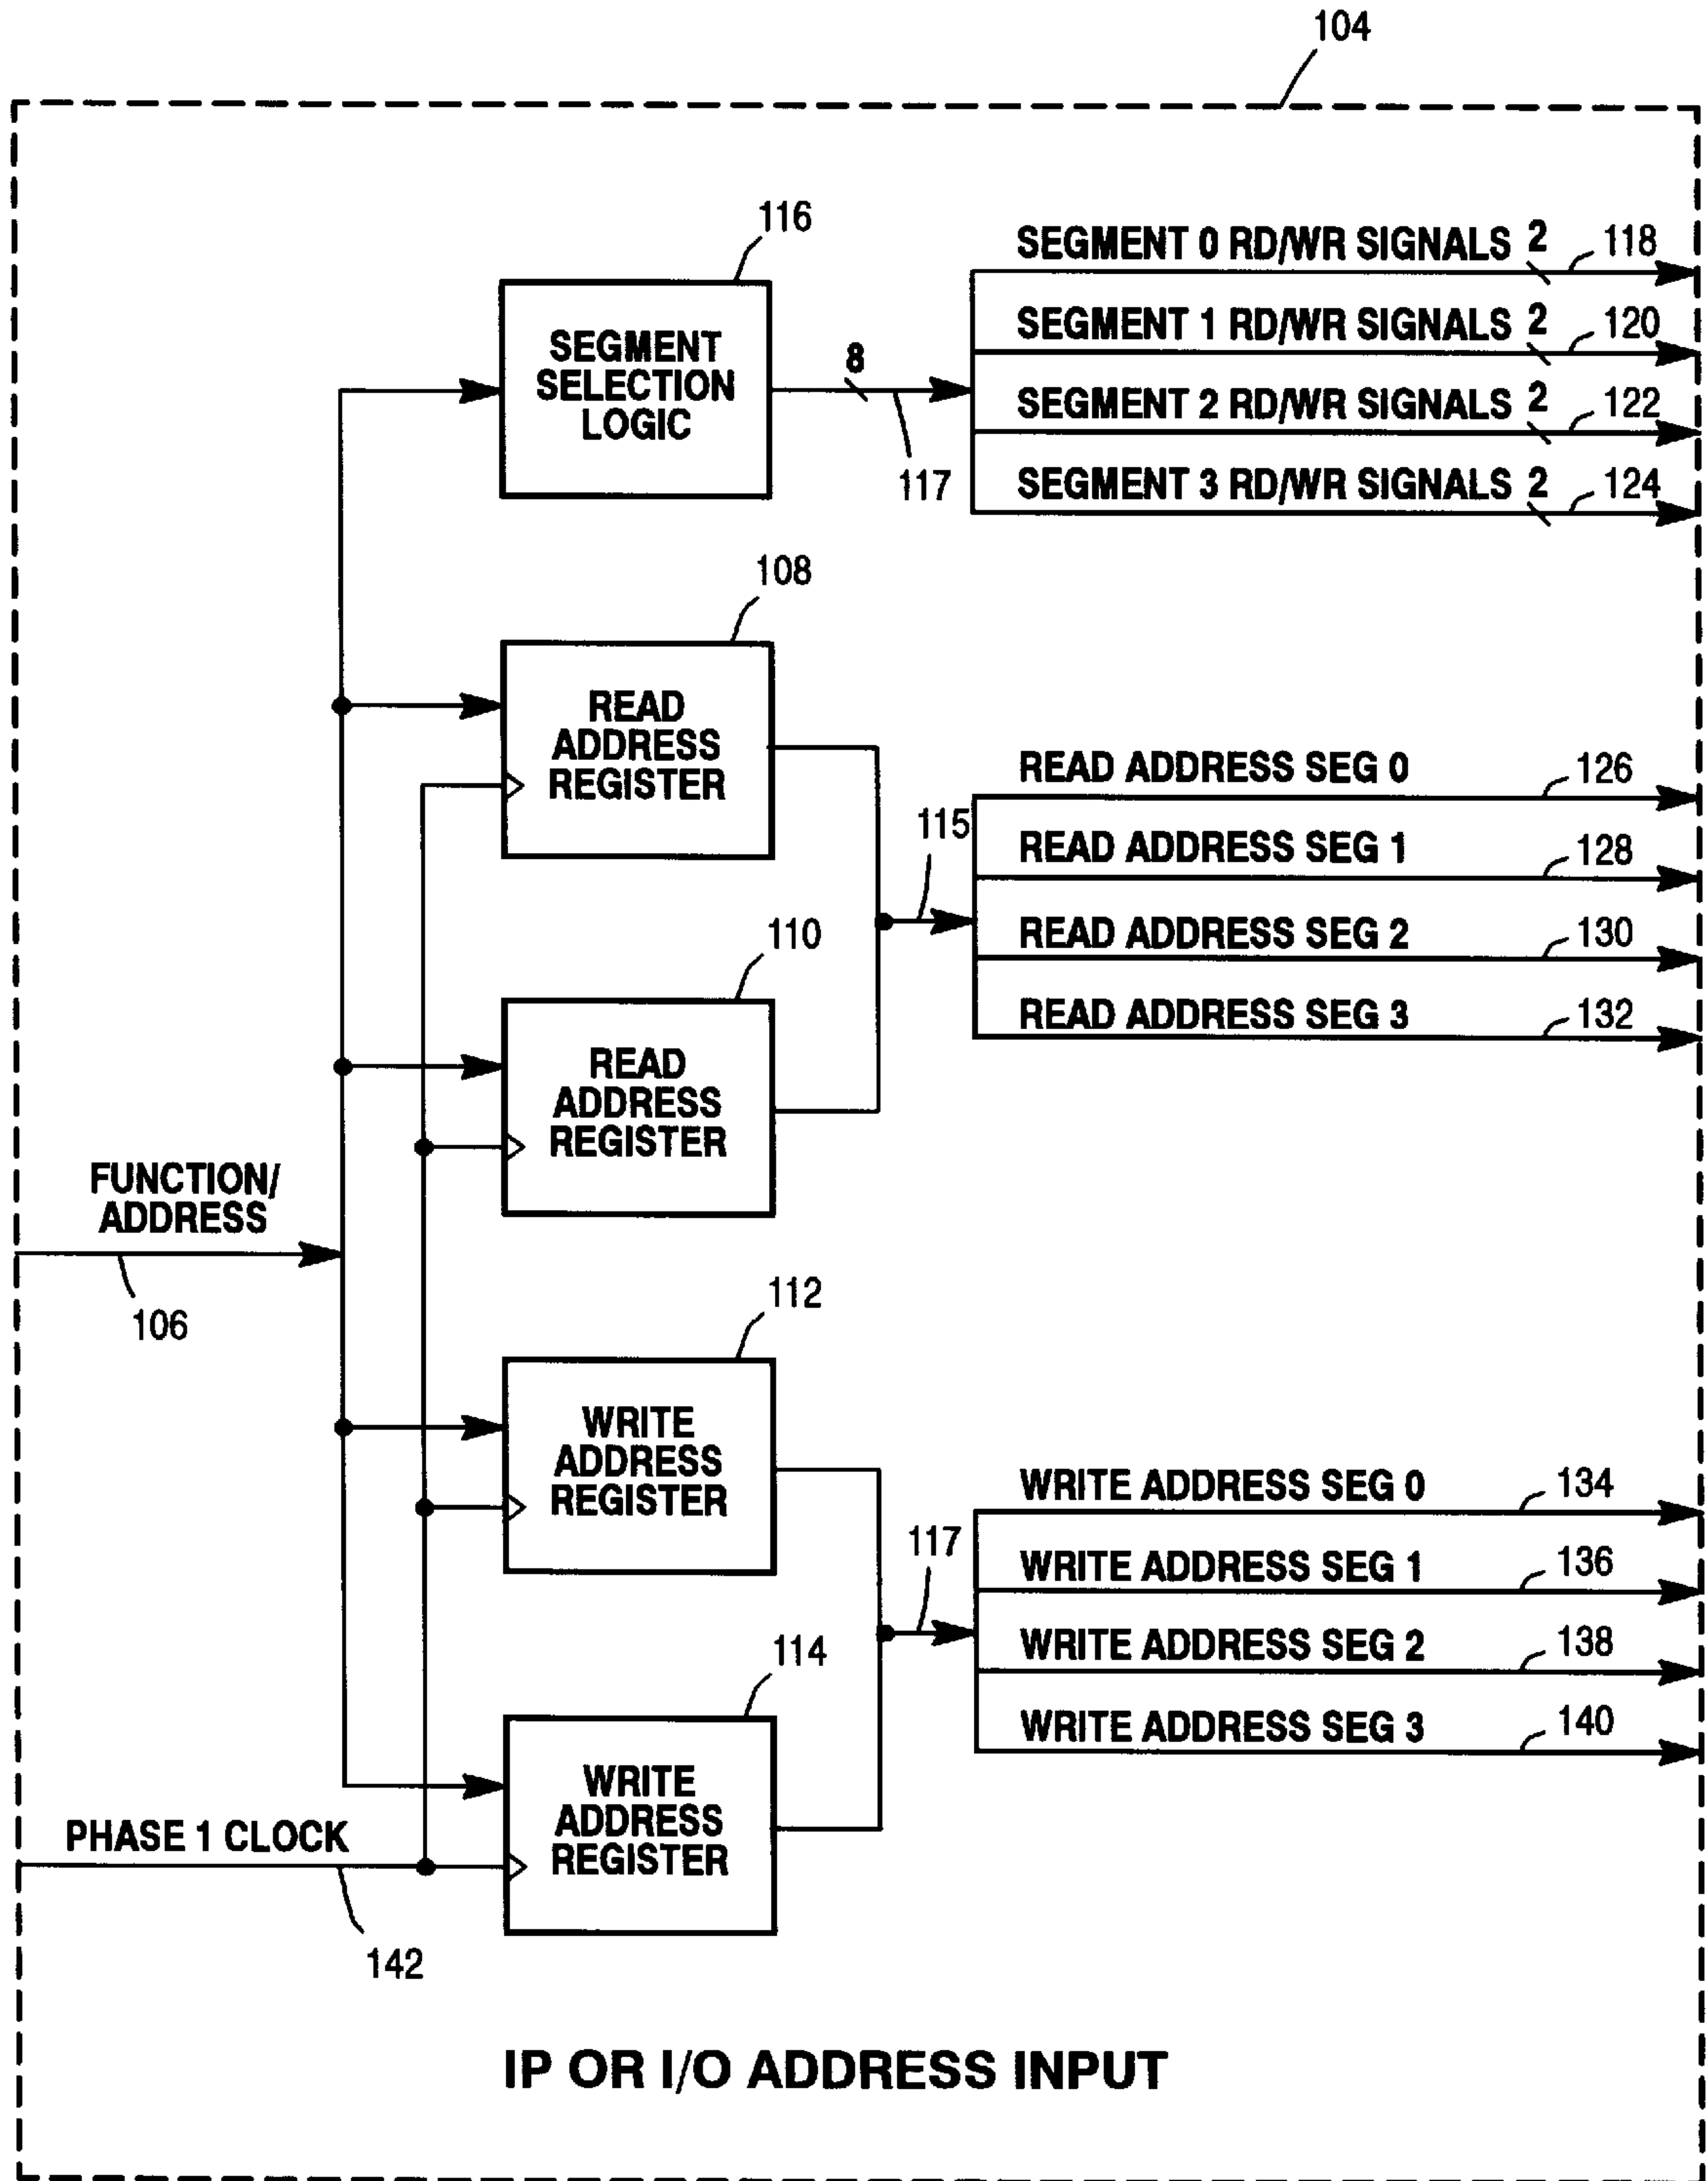 104
116
SEGMENT
SELECTION
LOGIC
8
117
SEGMENT 0 RD/WR SIGNALS 2
118
SEGMENT 1 RD/WR SIGNALS 2
120
SEGMENT 2 RD/WR SIGNALS 2
122
SEGMENT 3 RD/WR SIGNALS 2
124
108
READ
ADDRESS
REGISTER
115
READ ADDRESS SEG 0
126
READ ADDRESS SEG 1
128
READ ADDRESS SEG 2
130
READ ADDRESS SEG 3
132
110
READ
ADDRESS
REGISTER
FUNCTION/
ADDRESS
106
112
WRITE
ADDRESS
REGISTER
117
WRITE ADDRESS SEG 0
134
WRITE ADDRESS SEG 1
136
WRITE ADDRESS SEG 2
138
WRITE ADDRESS SEG 3
140
114
WRITE
ADDRESS
REGISTER
PHASE 1 CLOCK
142
IP OR I/O ADDRESS INPUT